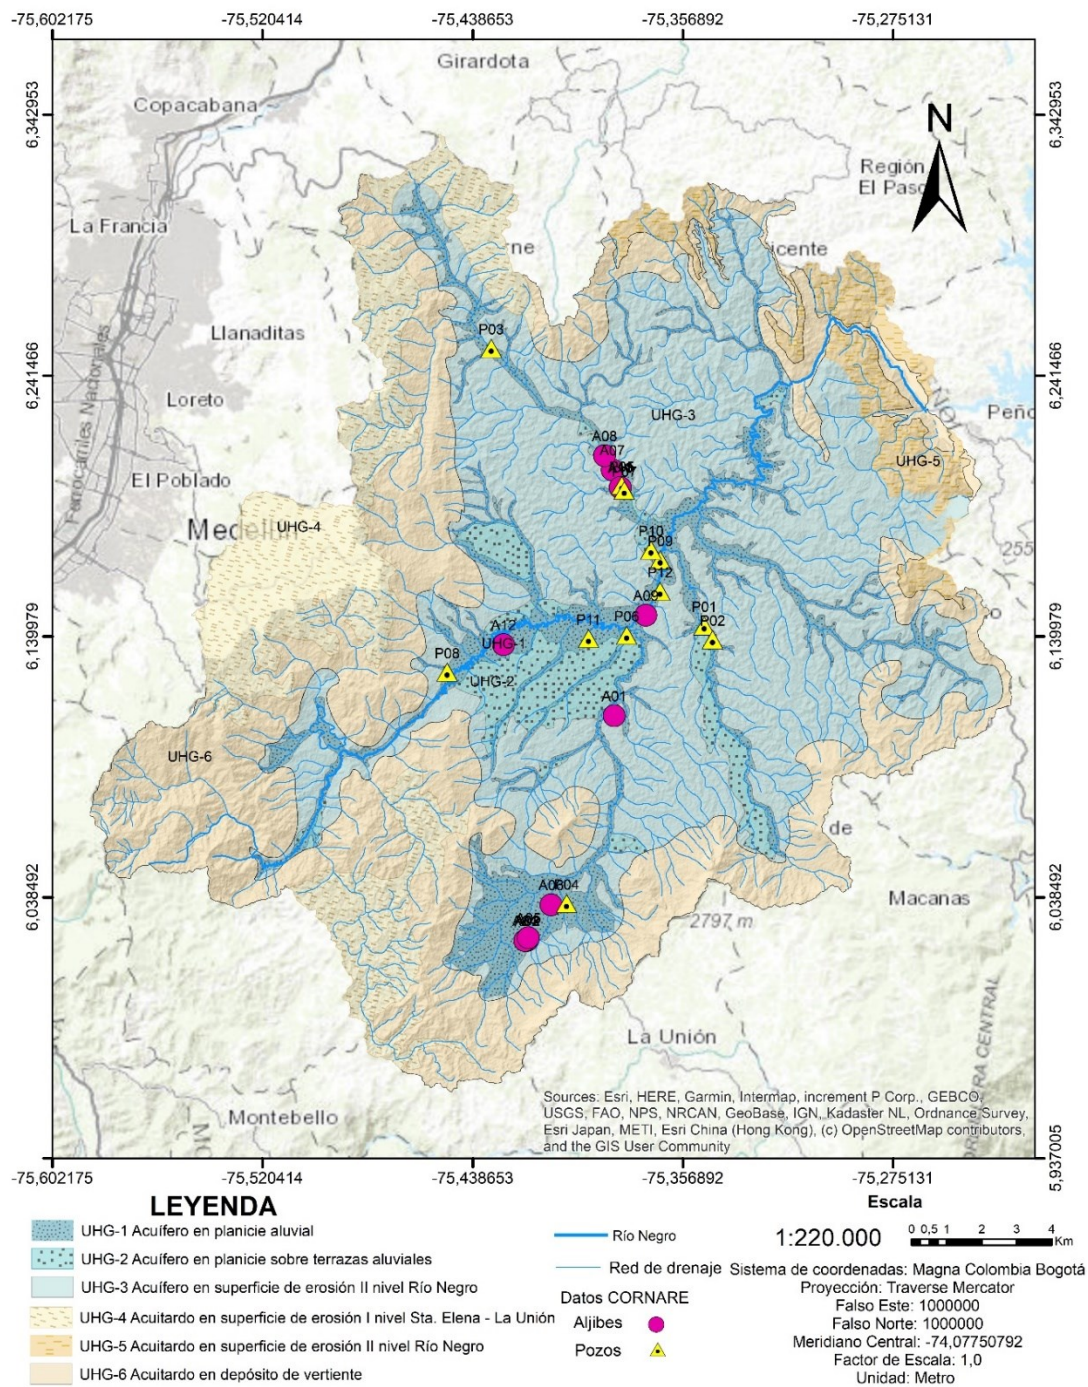 -75,602175 -75,520414 -75,438653 -75,356892 -75,275131
Girardota
Copacabana
6,342953
6,342953
N
Región
El Paso
La Francia
rne
icente
Llanaditas
P03
6,241466
6,241466
Ferrocarriles Nacionales
Loreto
UHG-3
Peño
A08
A07
UHG-5
El Poblado
UHG-4
Medellín
P10
P09
255
P12
A09
P01
6,139979
6,139979
A12
P11
P06
P02
UHG-1
P08
UHG-2
A01
UHG-6
de
6,038492
6,038492
Macanas
2797 m
La Unión
Montebello
Sources: Esri, HERE, Garmin, Intermap, increment P Corp., GEBCO,
USGS, FAO, NPS, NRCAN, GeoBase, IGN, Kadaster NL, Ordnance Survey,
Esri Japan, METI, Esri China (Hong Kong), (c) OpenStreetMap contributors,
and the GIS User Community
5,937005
-75,602175 -75,520414 -75,438653 -75,356892 -75,275131
LEYENDA
UHG-1 Acuífero en planicie aluvial
UHG-2 Acuífero en planicie sobre terrazas aluviales
UHG-3 Acuífero en superficie de erosión II nivel Río Negro
UHG-4 Acuitardo en superficie de erosión I nivel Sta. Elena - La Unión
UHG-5 Acuitardo en superficie de erosión II nivel Río Negro
UHG-6 Acuitardo en depósito de vertiente
Río Negro
Red de drenaje
Datos CORNARE
Aljibes
Pozos
Escala
1:220.000
0 0,5 1 2 3 4
Km
Sistema de coordenadas: Magna Colombia Bogotá
Proyección: Traverse Mercator
Falso Este: 1000000
Falso Norte: 1000000
Meridiano Central: -74,07750792
Factor de Escala: 1,0
Unidad: Metro